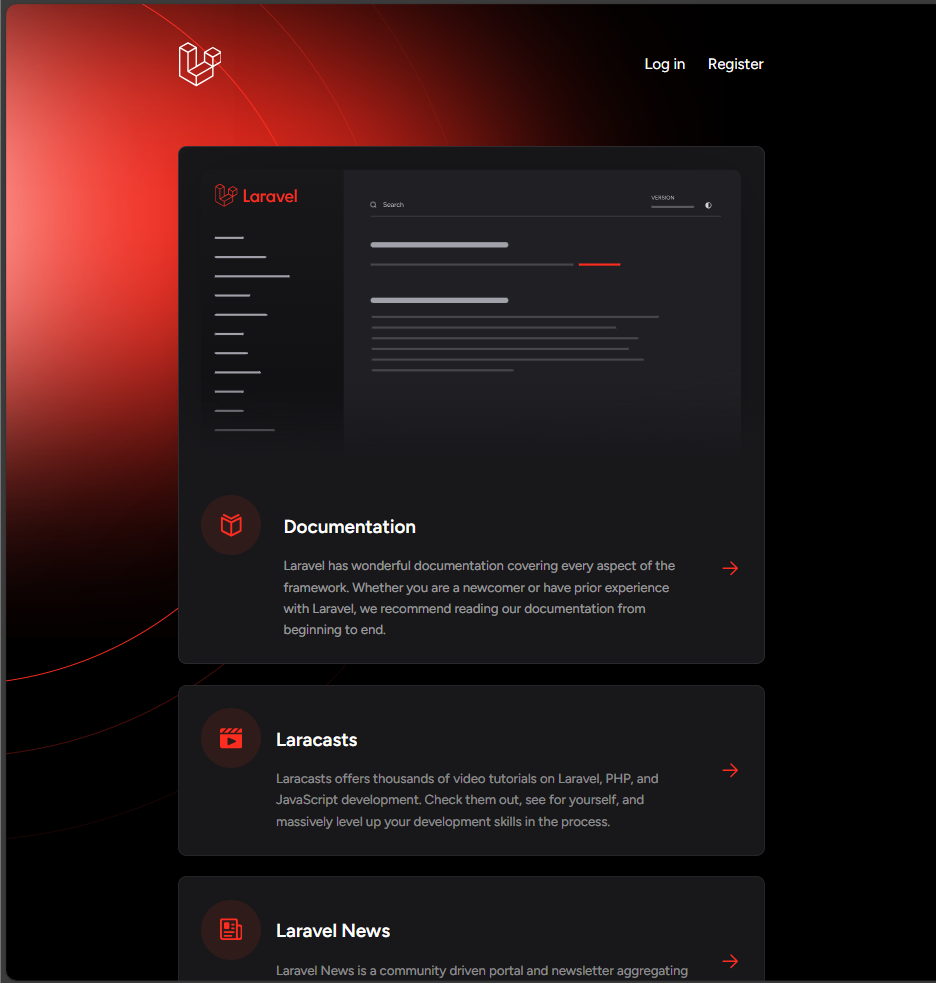 Log in Register
Laravel
Search
VERSION
Documentation
Laravel has wonderful documentation covering every aspect of the
framework. Whether you are a newcomer or have prior experience
with Laravel, we recommend reading our documentation from
beginning to end.
Laracasts
Laracasts offers thousands of video tutorials on Laravel, PHP, and
JavaScript development. Check them out, see for yourself, and
massively level up your development skills in the process.
Laravel News
Laravel News is a community driven portal and newsletter aggregating